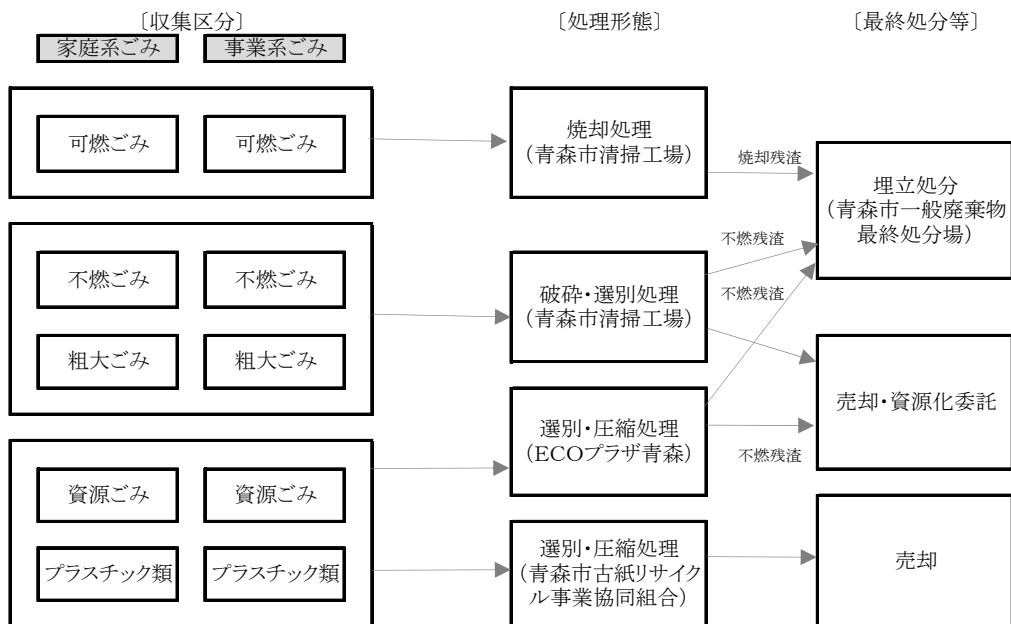 〔収集区分〕
〔処理形態〕
〔最終処分等〕
家庭系ごみ
事業系ごみ
可燃ごみ
可燃ごみ
焼却処理
（青森市清掃工場）
焼却残渣
埋立処分
（青森市一般廃棄物
最終処分場）
不燃ごみ
不燃ごみ
粗大ごみ
粗大ごみ
破砕・選別処理
（青森市清掃工場）
不燃残渣
不燃残渣
売却・資源化委託
資源ごみ
資源ごみ
プラスチック類
プラスチック類
選別・圧縮処理
（ECOプラザ青森）
不燃残渣
選別・圧縮処理
（青森市古紙リサイク
ル事業協同組合）
売却